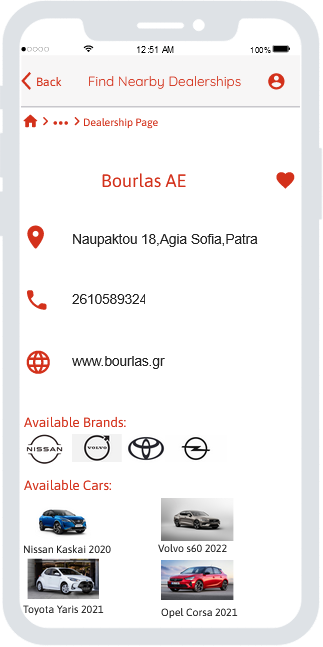 12:51 AM
100%
Back
Find Nearby Dealerships
Dealership Page
Bourlas AE
Naupaktou 18,Agia Sofia,Patra
2610589324
www.bourlas.gr
Available Brands:
NISSAN
VOLVO
Available Cars:
Nissan Kaskai 2020
Volvo s60 2022
Toyota Yaris 2021
Opel Corsa 2021